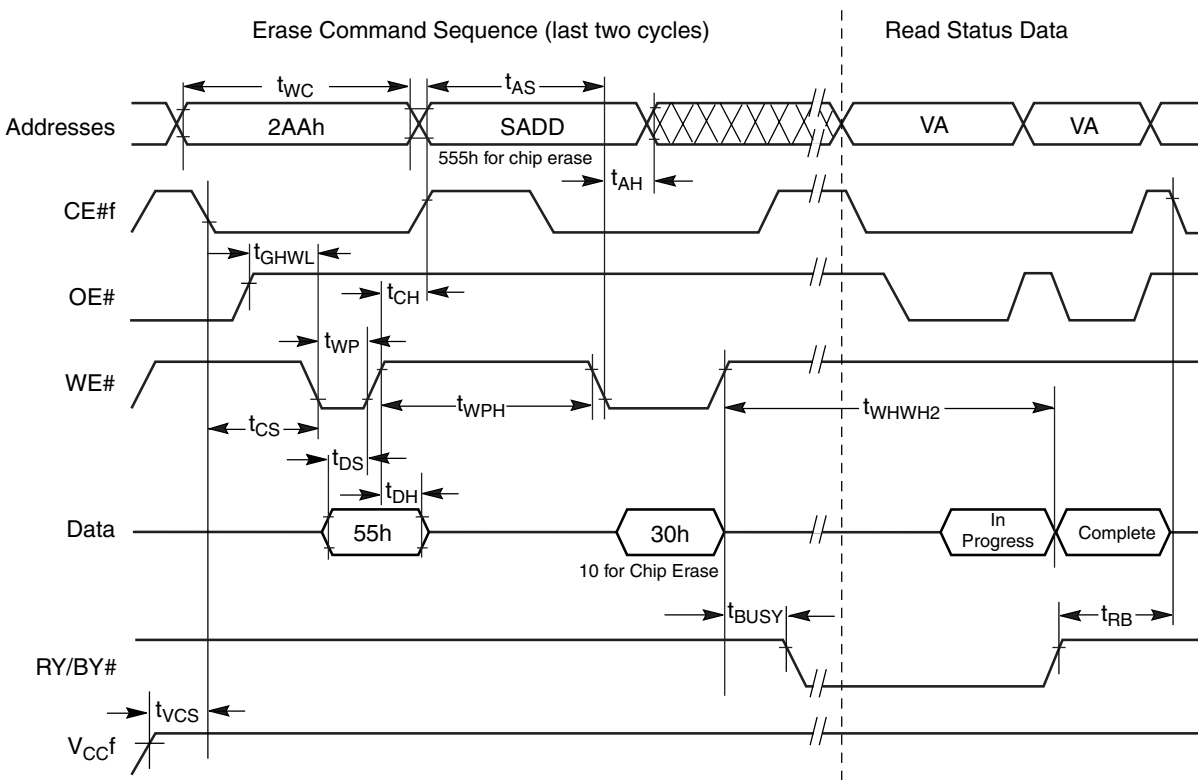 Erase Command Sequence (last two cycles)
Read Status Data
tWC
tAS
Addresses
2AAh
SADD
VA
VA
555h for chip erase
tAH
CE#f
tGHWL
OE#
tCH
tWP
WE#
tWPH
tWHWH2
tCS
tDS
tDH
Data
55h
30h
In
Progress
Complete
10 for Chip Erase
tBUSY
tRB
RY/BY#
tVCS
VCCf